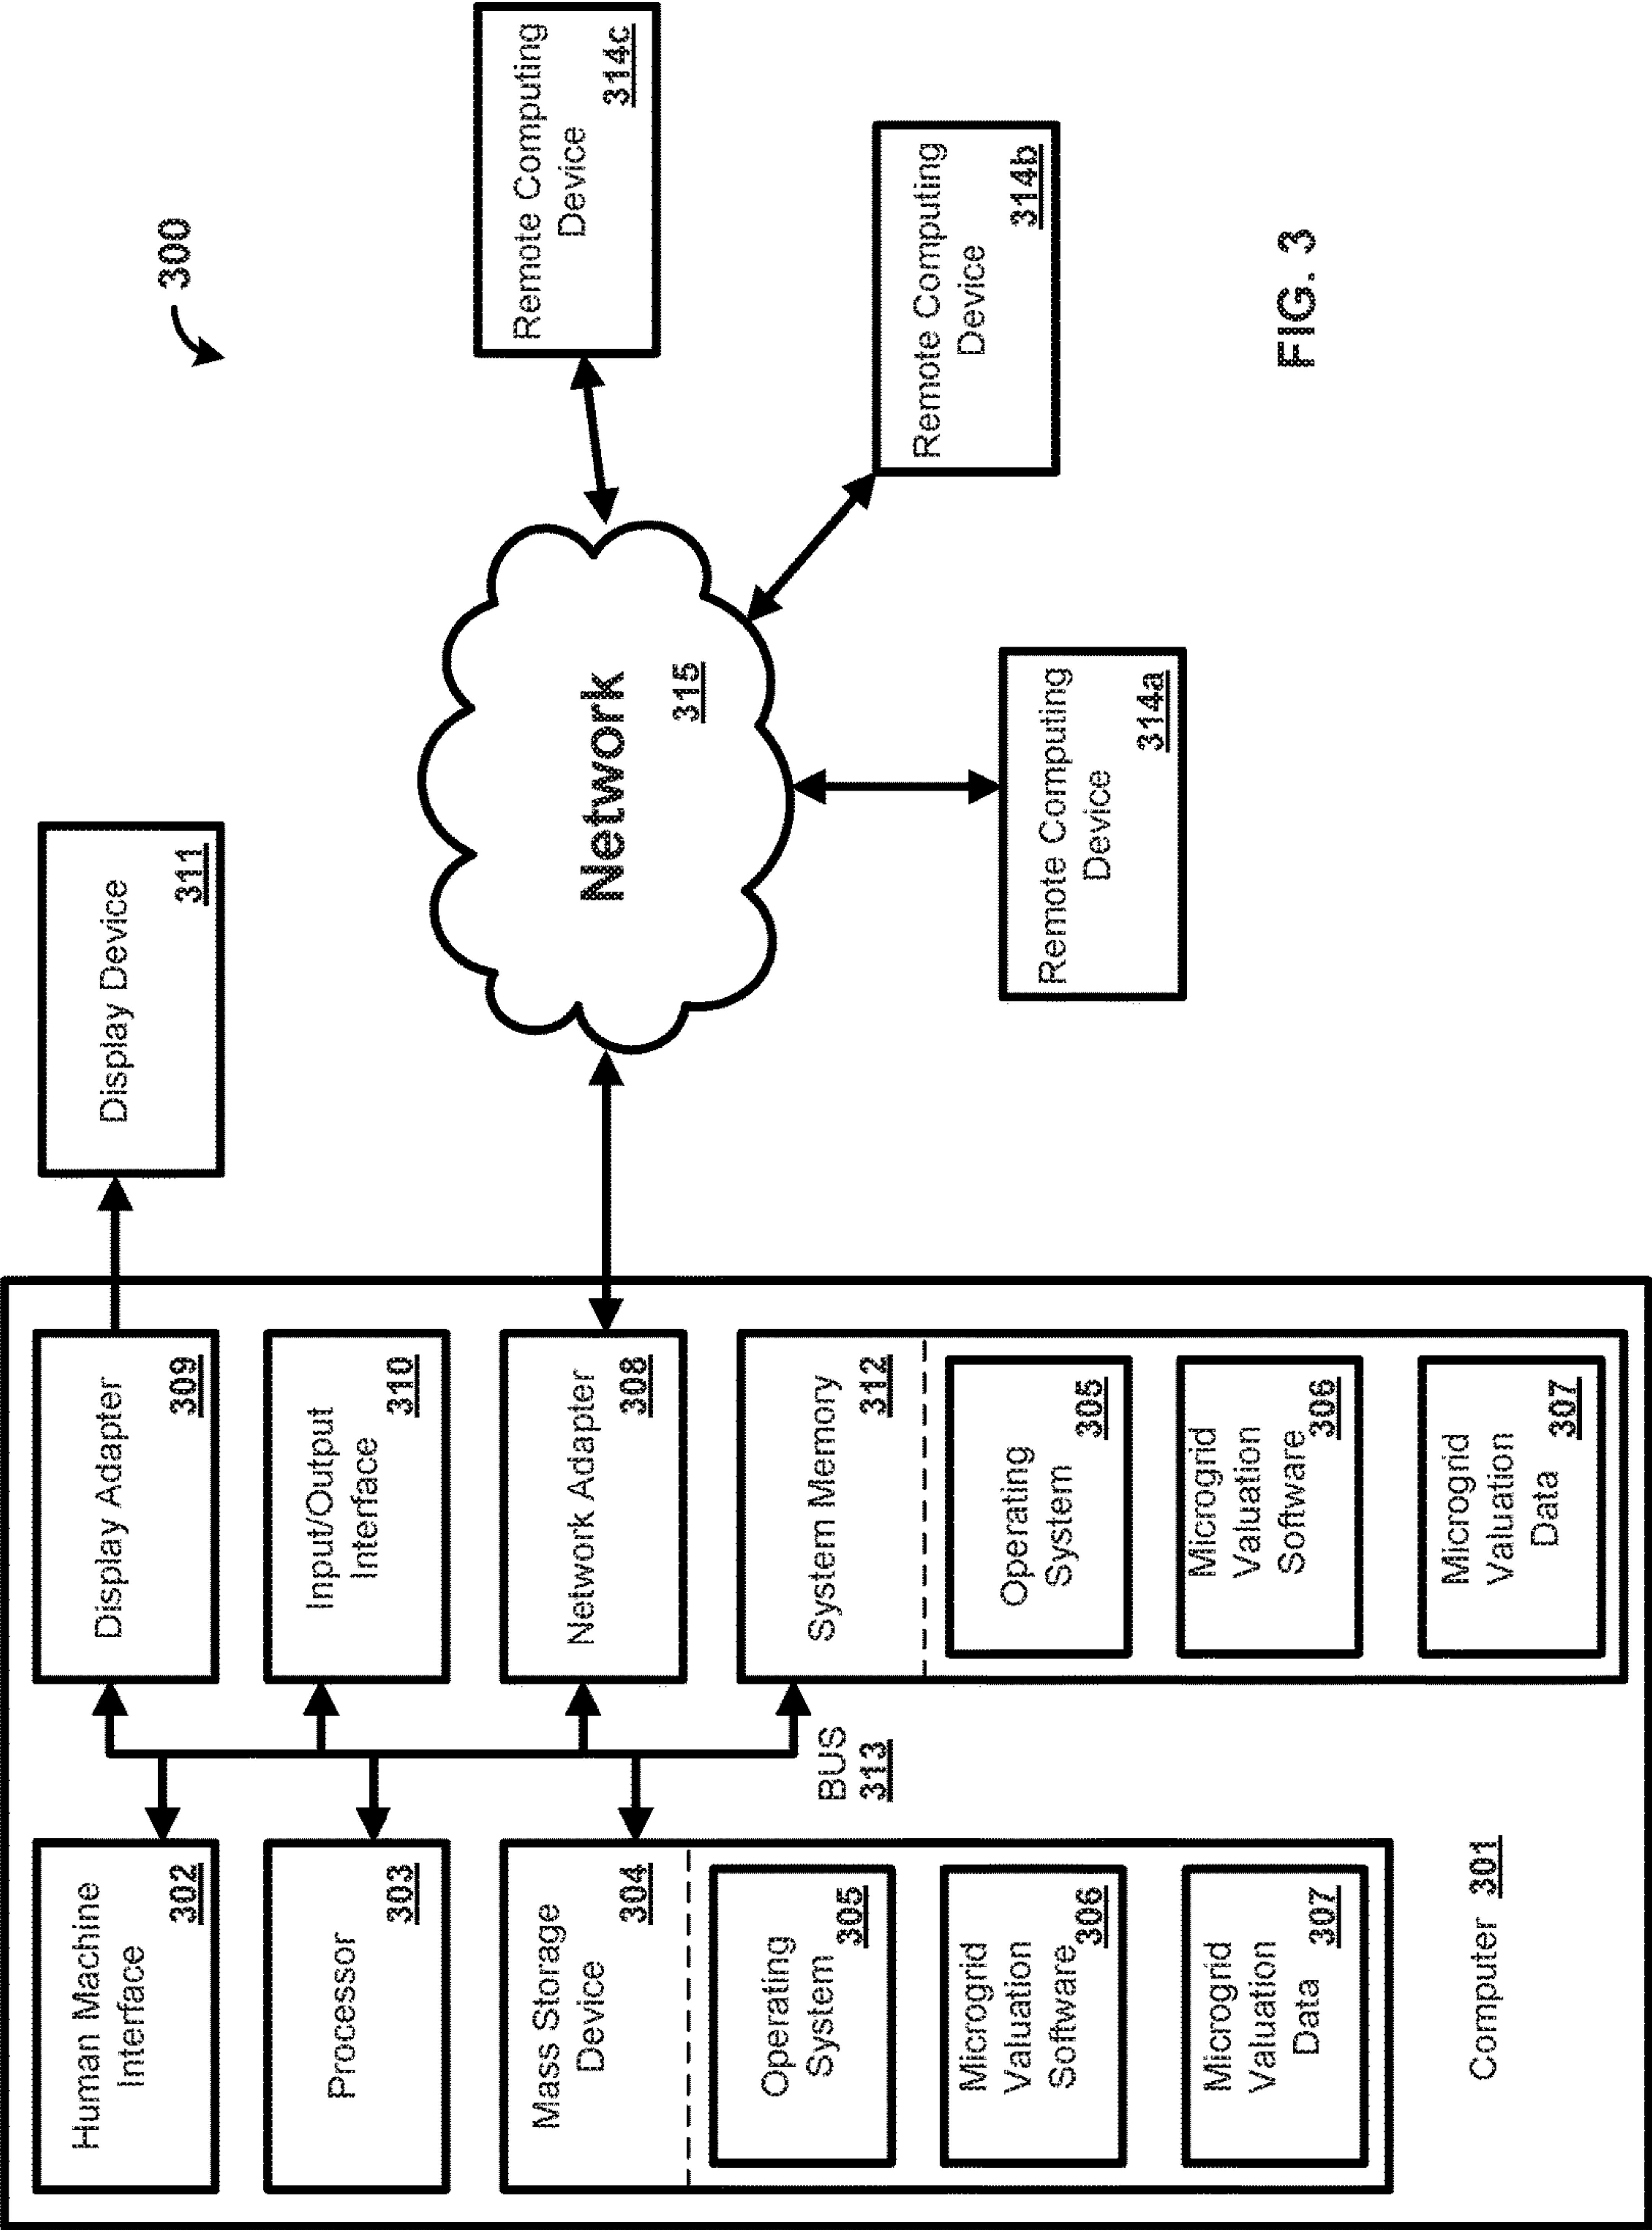 300
Human Machine
Interface
302
Processor
303
Mass Storage
Device
304
Operating
System
305
Microgrid
Valuation
Software
306
Microgrid
Valuation
Data
307
Computer 301
BUS
313
Display Adapter
309
Input/Output
Interface
310
Network Adapter
308
System Memory
312
Operating
System
305
Microgrid
Valuation
Software
306
Microgrid
Valuation
Data
307
Display Device
311
Network
315
Remote Computing
Device
314a
Remote Computing
Device
314b
Remote Computing
Device
314c
FIG. 3